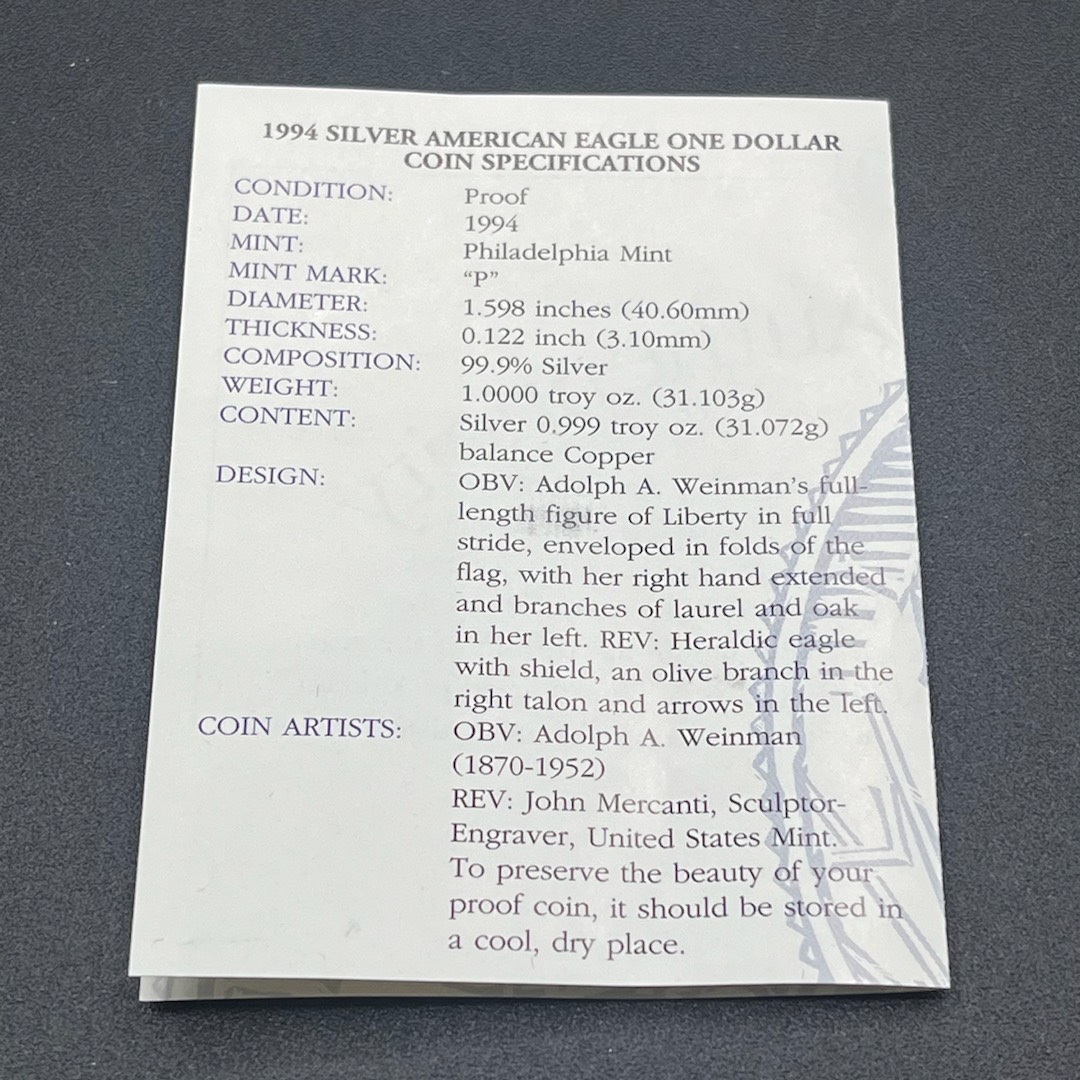 1994 SILVER AMERICAN EAGLE ONE DOLLAR
COIN SPECIFICATIONS
CONDITION: Proof
DATE: 1994
MINT: Philadelphia Mint
MINT MARK: “P”
DIAMETER: 1.598 inches (40.60mm)
THICKNESS: 0.122 inch (3.10mm)
COMPOSITION: 99.9% Silver
WEIGHT: 1.0000 troy oz. (31.103g)
CONTENT: Silver 0.999 troy oz. (31.072g)
balance Copper
DESIGN: OBV: Adolph A. Weinman’s full-
length figure of Liberty in full
stride, enveloped in folds of the
flag, with her right hand extended
and branches of laurel and oak
in her left. REV: Heraldic eagle
with shield, an olive branch in the
right talon and arrows in the left.
COIN ARTISTS: OBV: Adolph A. Weinman
(1870-1952)
REV: John Mercanti, Sculptor-
Engraver, United States Mint.
To preserve the beauty of your
proof coin, it should be stored in
a cool, dry place.